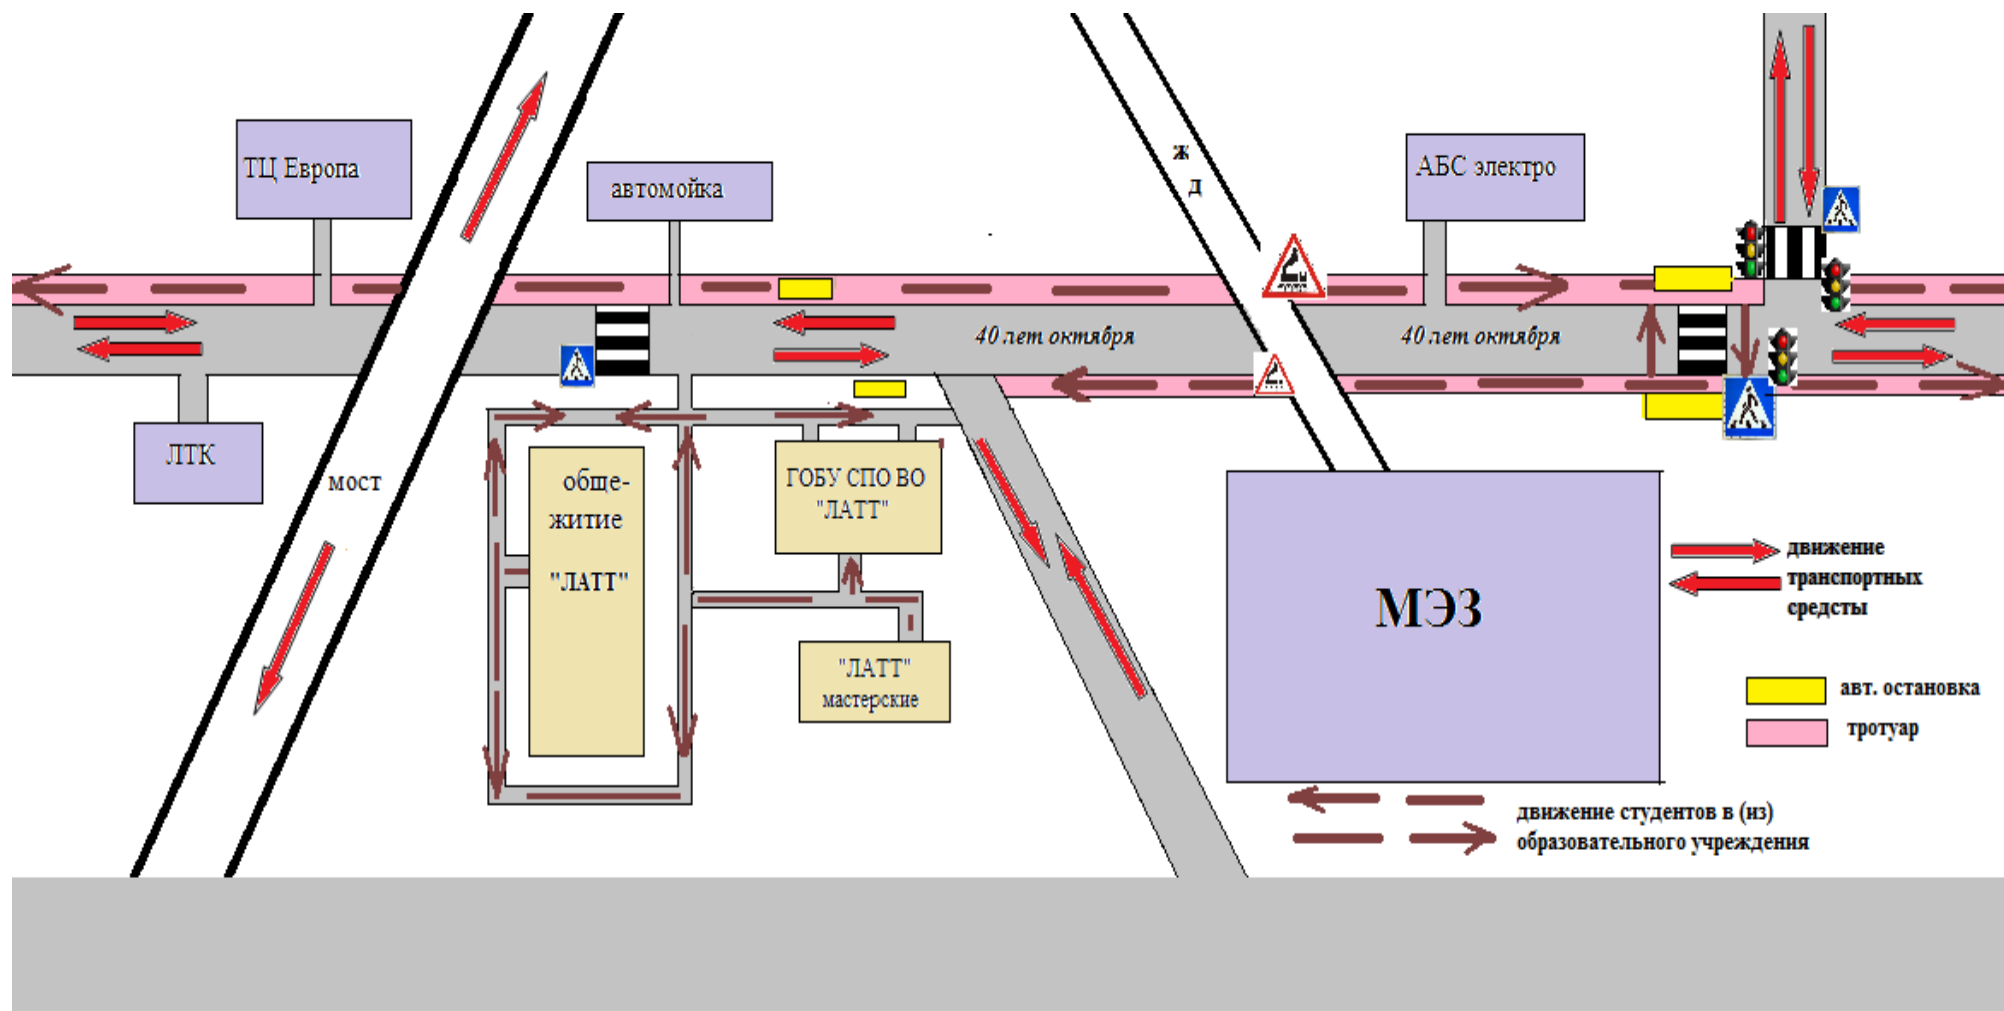 ж
д
ТЦ Европа
автомойка
АБС электро
40 лет октября
40 лет октября
ЛТК
мост
обще-
житие
"ЛАТТ"
ГОБУ СПО ВО
"ЛАТТ"
"ЛАТТ"
мастерские
МЭЗ
движение
транспортных
средсты
авт. остановка
тротуар
движение студентов в (из)
образовательного учреждения